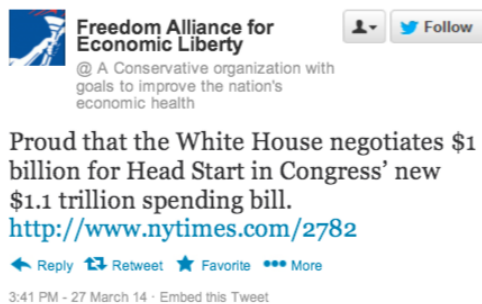 Freedom Alliance for
Economic Liberty
Follow
@ A Conservative organization with
goals to improve the nation's
economic health
Proud that the White House negotiates $1
billion for Head Start in Congress’ new
$1.1 trillion spending bill.
http://www.nytimes.com/2782
Reply Retweet Favorite More
3:41 PM - 27 March 14 · Embed this Tweet